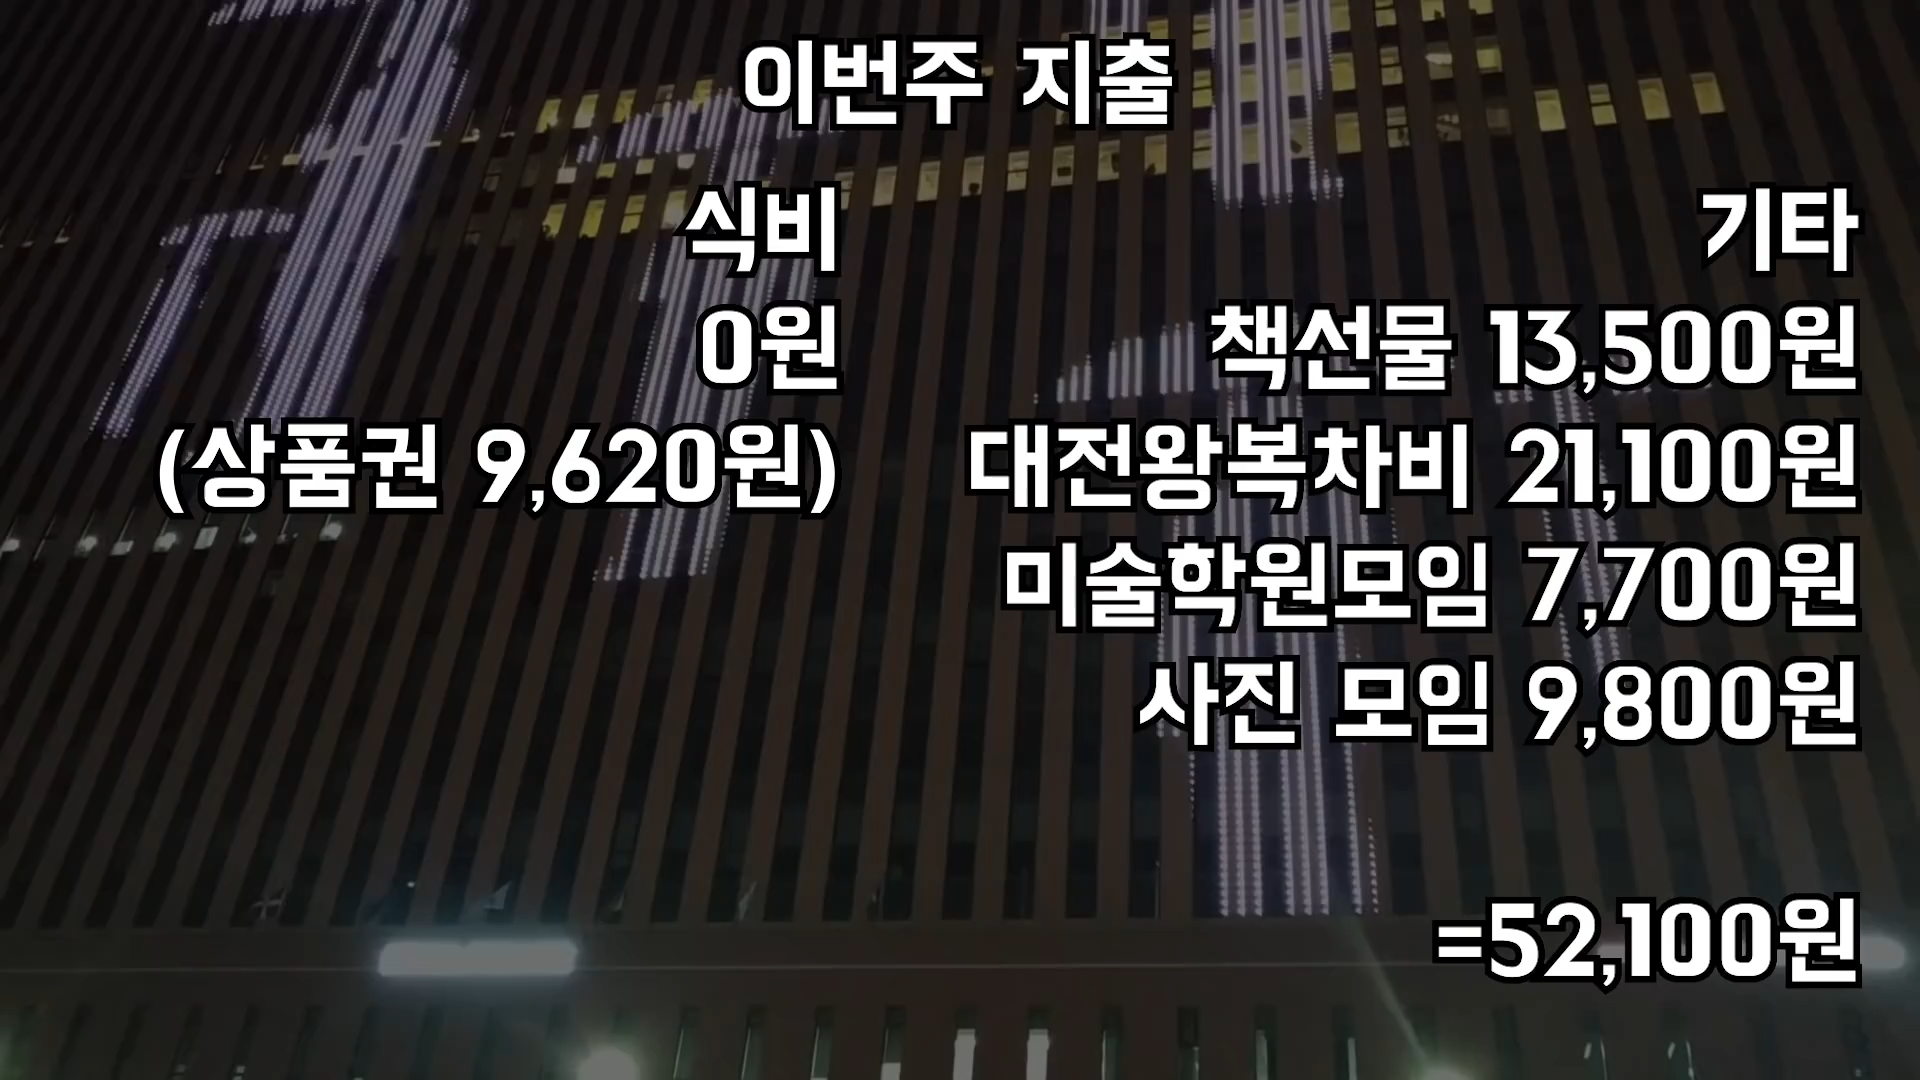 이번주 지출
식비
0원
(상품권 9,620원)
기타
책선물 13,500원
대전왕복차비 21,100원
미술학원모임 7,700원
사진 모임 9,800원
=52,100원